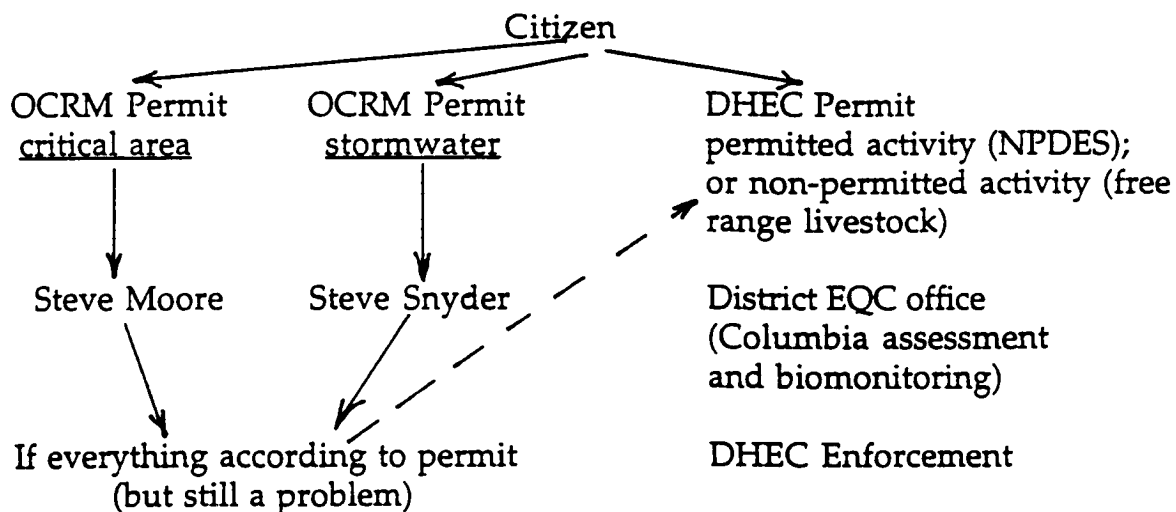 Citizen
OCRM Permit
critical area
OCRM Permit
stormwater
DHEC Permit
permitted activity (NPDES);
or non-permitted activity (free
range livestock)
Steve Moore
Steve Snyder
District EQC office
(Columbia assessment
and biomonitoring)
If everything according to permit
(but still a problem)
DHEC Enforcement